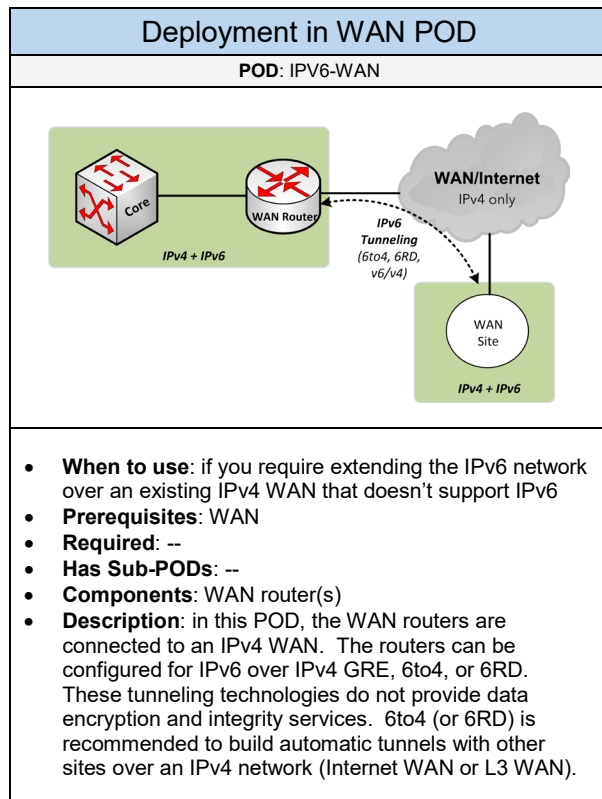 Deployment in WAN POD
POD: IPV6-WAN
Core
WAN Router
IPv4 + IPv6
WAN/Internet
IPv4 only
IPv6
Tunneling
(6to4, 6RD,
v6/v4)
WAN
Site
IPv4 + IPv6
• When to use: if you require extending the IPv6 network
over an existing IPv4 WAN that doesn’t support IPv6
• Prerequisites: WAN
• Required: --
• Has Sub-PODs: --
• Components: WAN router(s)
• Description: in this POD, the WAN routers are
connected to an IPv4 WAN.  The routers can be
configured for IPv6 over IPv4 GRE, 6to4, or 6RD.
These tunneling technologies do not provide data
encryption and integrity services.  6to4 (or 6RD) is
recommended to build automatic tunnels with other
sites over an IPv4 network (Internet WAN or L3 WAN).